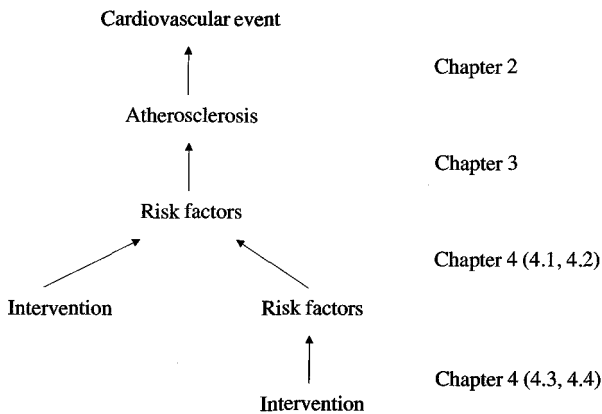 Cardiovascular event
Chapter 2
Atherosclerosis
Chapter 3
Risk factors
Chapter 4 (4.1, 4.2)
Intervention
Risk factors
Chapter 4 (4.3, 4.4)
Intervention